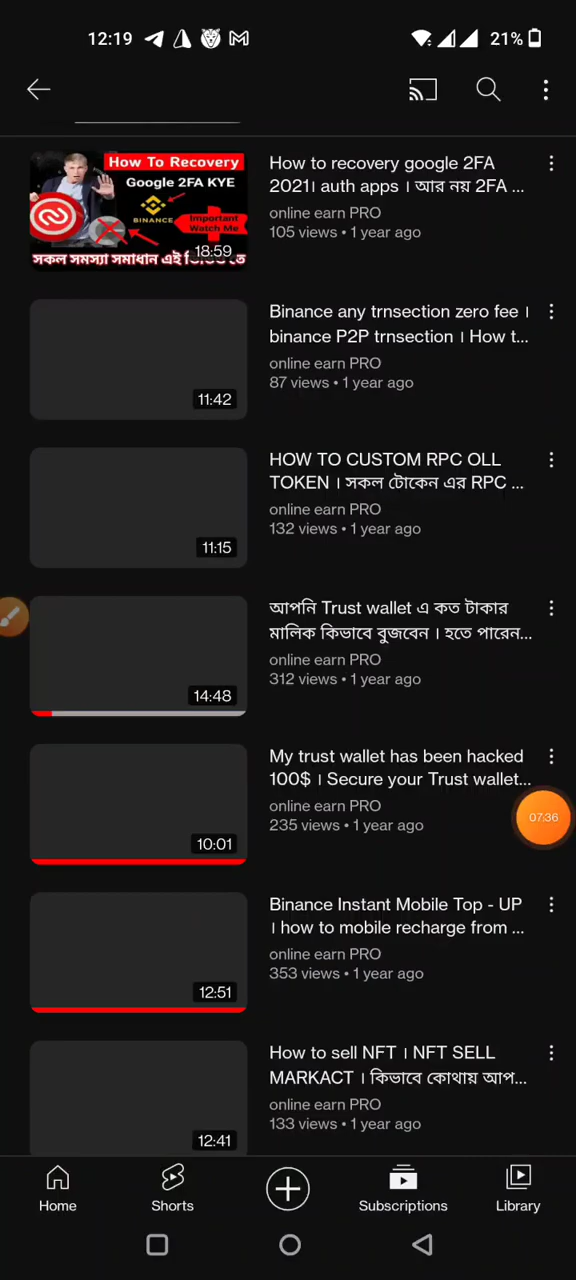 12:19
21%
How To Recovery
Google 2FA KYE
BINANCE
Important
Watch Me
18:59
সকল সমস্যা সমাধান এই ভিডিও তে
How to recovery google 2FA
2021। auth apps । আর নয় 2FA ...
online earn PRO
105 views • 1 year ago
11:42
Binance any trnsection zero fee ।
binance P2P trnsection । How t...
online earn PRO
87 views • 1 year ago
11:15
HOW TO CUSTOM RPC OLL
TOKEN । সকল টোকেন এর RPC ...
online earn PRO
132 views • 1 year ago
14:48
আপনি Trust wallet এ কত টাকার
মালিক কিভাবে বুজবেন । হতে পারেন...
online earn PRO
312 views • 1 year ago
10:01
My trust wallet has been hacked
100$ । Secure your Trust wallet...
online earn PRO
235 views • 1 year ago
07:36
12:51
Binance Instant Mobile Top - UP
। how to mobile recharge from ...
online earn PRO
353 views • 1 year ago
12:41
How to sell NFT । NFT SELL
MARKACT । কিভাবে কোথায় আপ...
online earn PRO
133 views • 1 year ago
Home
Shorts
Subscriptions
Library